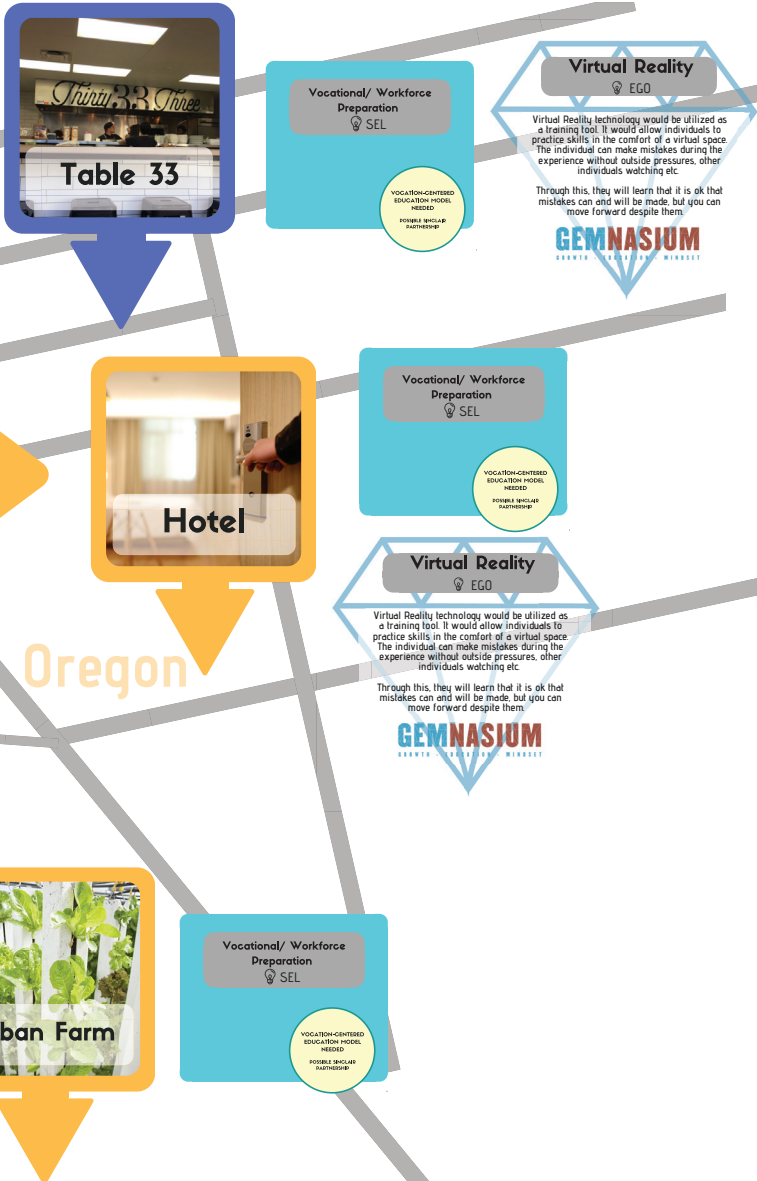 Thirty 33 Three
Table 33
Vocational/ Workforce
Preparation
SEL
VOCATION-CENTERED
EDUCATION MODEL
NEEDED
POSSIBLE SINCLAIR
PARTNERSHIP
Virtual Reality
EGO
Virtual Reality technology would be utilized as
a training tool. It would allow individuals to
practice skills in the comfort of a virtual space.
The individual can make mistakes during the
experience without outside pressures, other
individuals watching etc.
Through this, they will learn that it is ok that
mistakes can and will be made, but you can
move forward despite them.
GEMNASIUM
GROWTH - EDUCATION - MINDSET
Hotel
Vocational/ Workforce
Preparation
SEL
VOCATION-CENTERED
EDUCATION MODEL
NEEDED
POSSIBLE SINCLAIR
PARTNERSHIP
Virtual Reality
EGO
Virtual Reality technology would be utilized as
a training tool. It would allow individuals to
practice skills in the comfort of a virtual space.
The individual can make mistakes during the
experience without outside pressures, other
individuals watching etc.
Through this, they will learn that it is ok that
mistakes can and will be made, but you can
move forward despite them.
GEMNASIUM
GROWTH - EDUCATION - MINDSET
Oregon
ban Farm
Vocational/ Workforce
Preparation
SEL
VOCATION-CENTERED
EDUCATION MODEL
NEEDED
POSSIBLE SINCLAIR
PARTNERSHIP